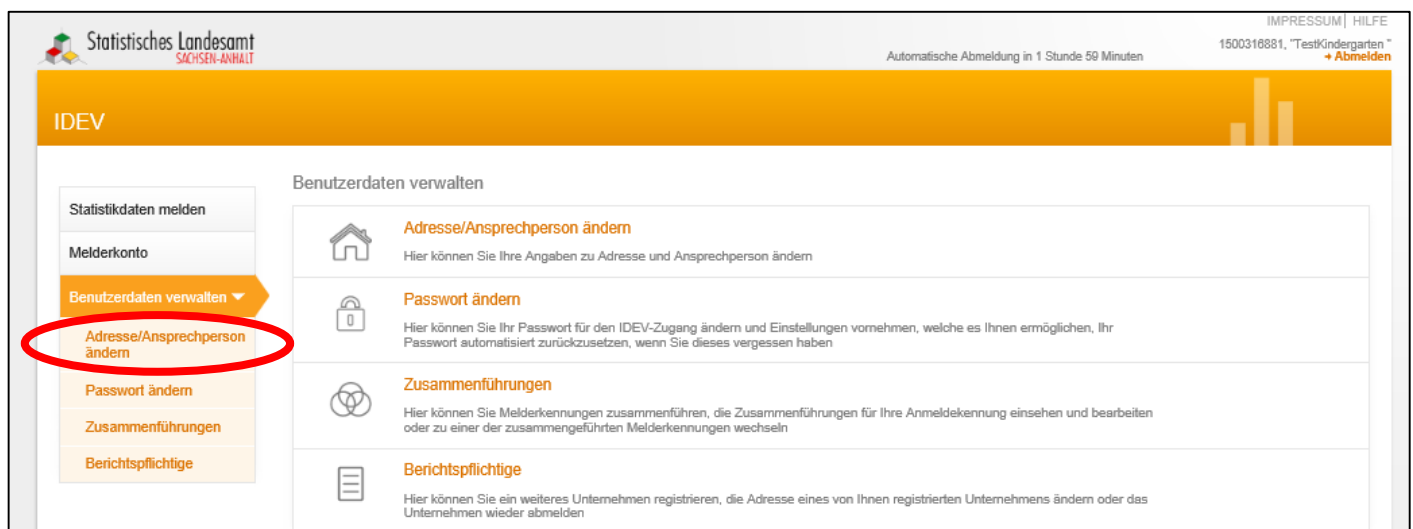 IMPRESSUM| HILFE
Statistisches Landesamt
SACHSEN-ANHALT
Automatische Abmeldung in 1 Stunde 59 Minuten
1500316881, "TestKindergarten "
Abmelden
IDEV
Benutzerdaten verwalten
Statistikdaten melden
Melderkonto
Benutzerdaten verwalten
Adresse/Ansprechperson
ändern
Passwort ändern
Zusammenführungen
Berichtspflichtige
Adresse/Ansprechperson ändern
Hier können Sie Ihre Angaben zu Adresse und Ansprechperson ändern
Passwort ändern
Hier können Sie Ihr Passwort für den IDEV-Zugang ändern und Einstellungen vornehmen, welche es Ihnen ermöglichen, Ihr
Passwort automatisiert zurückzusetzen, wenn Sie dieses vergessen haben
Zusammenführungen
Hier können Sie Melderkennungen zusammenführen, die Zusammenführungen für Ihre Anmeldekennung einsehen und bearbeiten
oder zu einer der zusammengeführten Melderkennungen wechseln
Berichtspflichtige
Hier können Sie ein weiteres Unternehmen registrieren, die Adresse eines von Ihnen registrierten Unternehmens ändern oder das
Unternehmen wieder abmelden